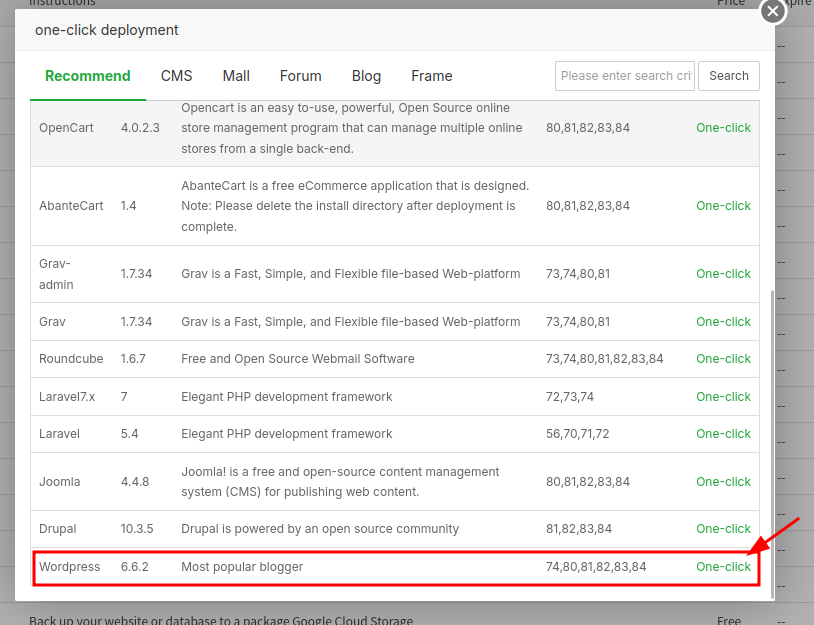 Instructions Price Expire
one-click deployment
Recommend CMS Mall Forum Blog Frame Please enter search cri Search
Opencart is an easy to-use, powerful, Open Source online
OpenCart 4.0.2.3 store management program that can manage multiple online 80,81,82,83,84 One-click
stores from a single back-end.
AbanteCart is a free eCommerce application that is designed.
AbanteCart 1.4 Note: Please delete the install directory after deployment is 80,81,82,83,84 One-click
complete.
Grav-
admin 1.7.34 Grav is a Fast, Simple, and Flexible file-based Web-platform 73,74,80,81 One-click
Grav 1.7.34 Grav is a Fast, Simple, and Flexible file-based Web-platform 73,74,80,81 One-click
Roundcube 1.6.7 Free and Open Source Webmail Software 73,74,80,81,82,83,84 One-click
Laravel7.x 7 Elegant PHP development framework 72,73,74 One-click
Laravel 5.4 Elegant PHP development framework 56,70,71,72 One-click
Joomla! is a free and open-source content management
Joomla 4.4.8 80,81,82,83,84 One-click
system (CMS) for publishing web content.
Drupal 10.3.5 Drupal is powered by an open source community 81,82,83,84 One-click
Wordpress 6.6.2 Most popular blogger 74,80,81,82,83,84 One-click
Back up your website or database to a package Google Cloud Storage Free --